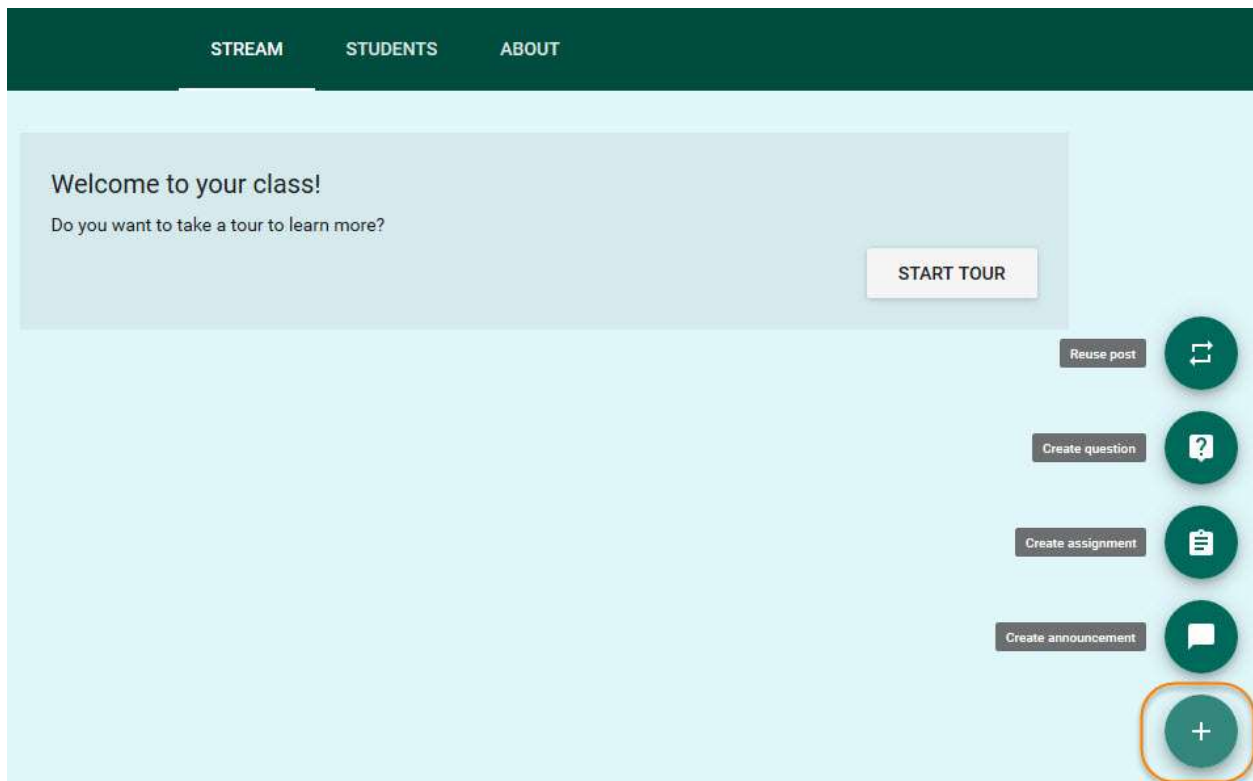 STREAM STUDENTS ABOUT
Welcome to your class!
Do you want to take a tour to learn more?
START TOUR
Reuse post
Create question
Create assignment
Create announcement